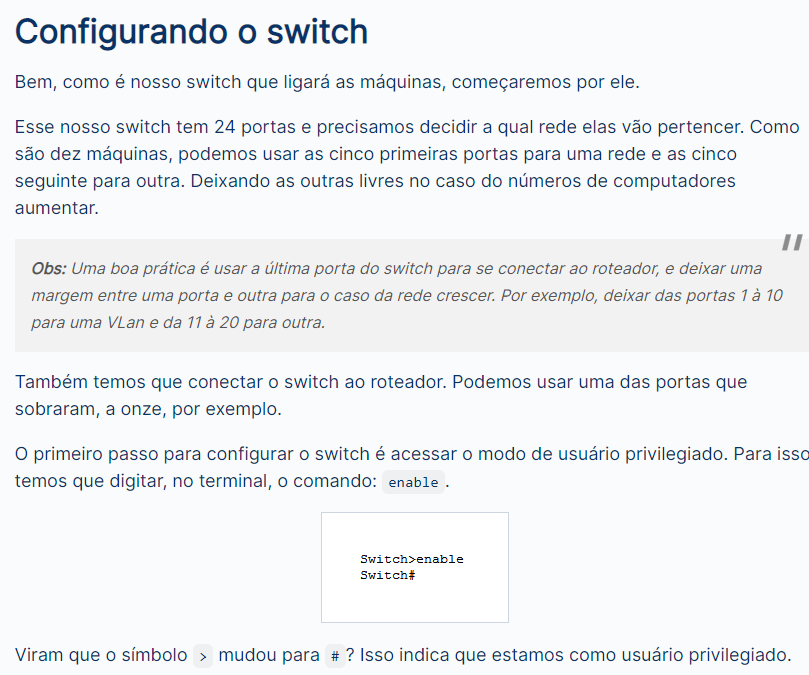 Configurando o switch
Bem, como é nosso switch que ligará as máquinas, começaremos por ele.
Esse nosso switch tem 24 portas e precisamos decidir a qual rede elas vão pertencer. Como
são dez máquinas, podemos usar as cinco primeiras portas para uma rede e as cinco
seguinte para outra. Deixando as outras livres no caso do números de computadores
aumentar.
"
Obs: Uma boa prática é usar a última porta do switch para se conectar ao roteador, e deixar uma
margem entre uma porta e outra para o caso da rede crescer. Por exemplo, deixar das portas 1 à 10
para uma VLan e da 11 à 20 para outra.
Também temos que conectar o switch ao roteador. Podemos usar uma das portas que
sobraram, a onze, por exemplo.
O primeiro passo para configurar o switch é acessar o modo de usuário privilegiado. Para isso
temos que digitar, no terminal, o comando: enable.
Switch>enable
Switch#
Viram que o símbolo > mudou para #? Isso indica que estamos como usuário privilegiado.